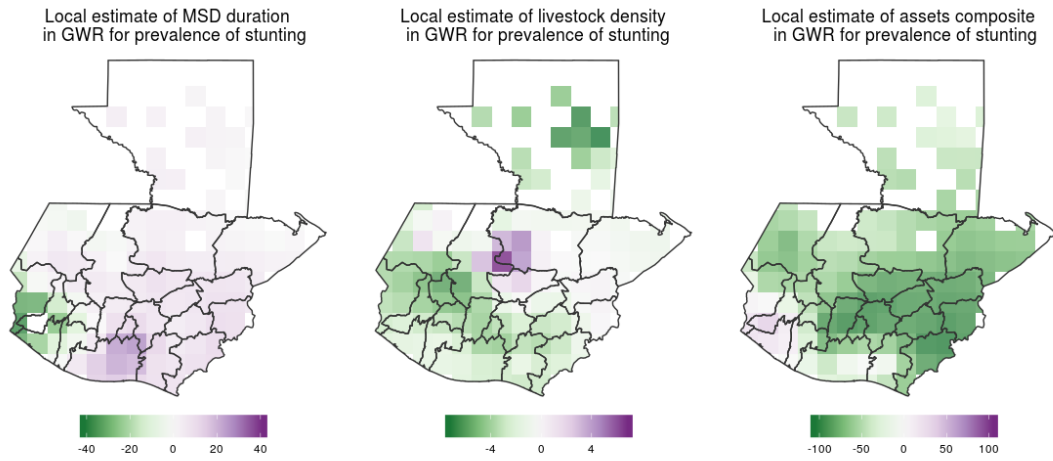 Local estimate of MSD duration
in GWR for prevalence of stunting
Local estimate of livestock density
in GWR for prevalence of stunting
Local estimate of assets composite
in GWR for prevalence of stunting
-40 -20 0 20 40
-4 0 4
-100 -50 0 50 100